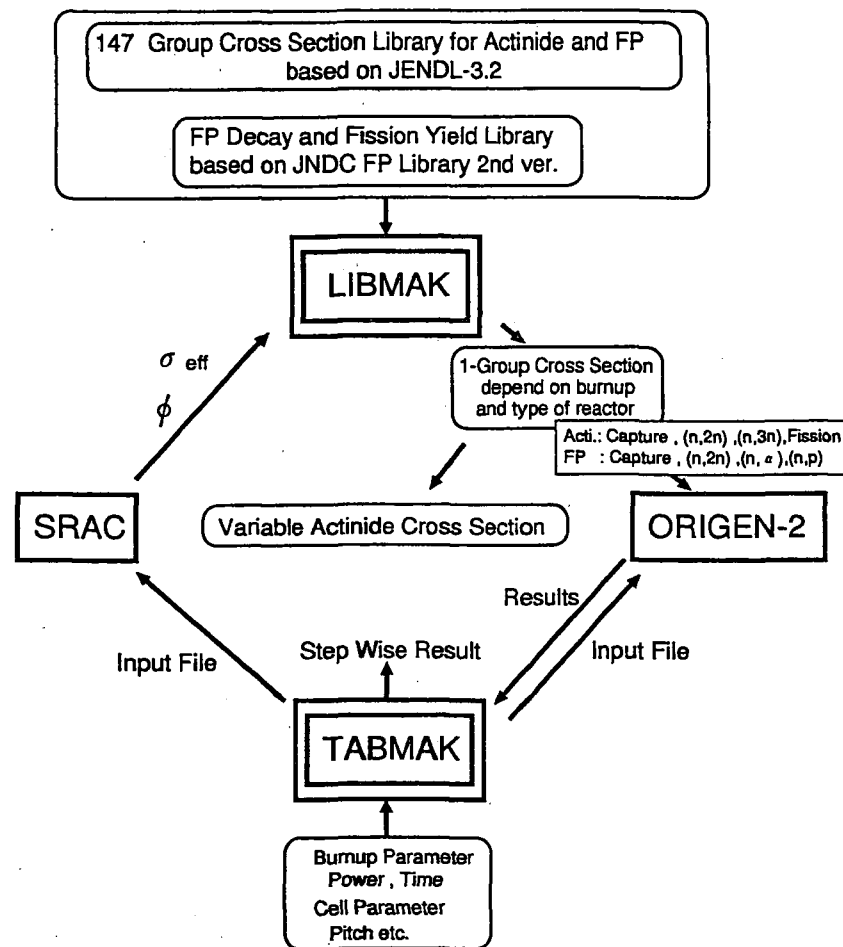 147 Group Cross Section Library for Actinide and FP
based on JENDL-3.2
FP Decay and Fission Yield Library
based on JNDC FP Library 2nd ver.
LIBMAK
σ eff
ϕ
1-Group Cross Section
depend on burnup
and type of reactor
Acti.: Capture , (n,2n) ,(n,3n),Fission
FP : Capture , (n,2n) ,(n, α ),(n,p)
SRAC
Variable Actinide Cross Section
ORIGEN-2
Results
Input File
Step Wise Result
Input File
TABMAK
Burnup Parameter
Power , Time
Cell Parameter
Pitch etc.